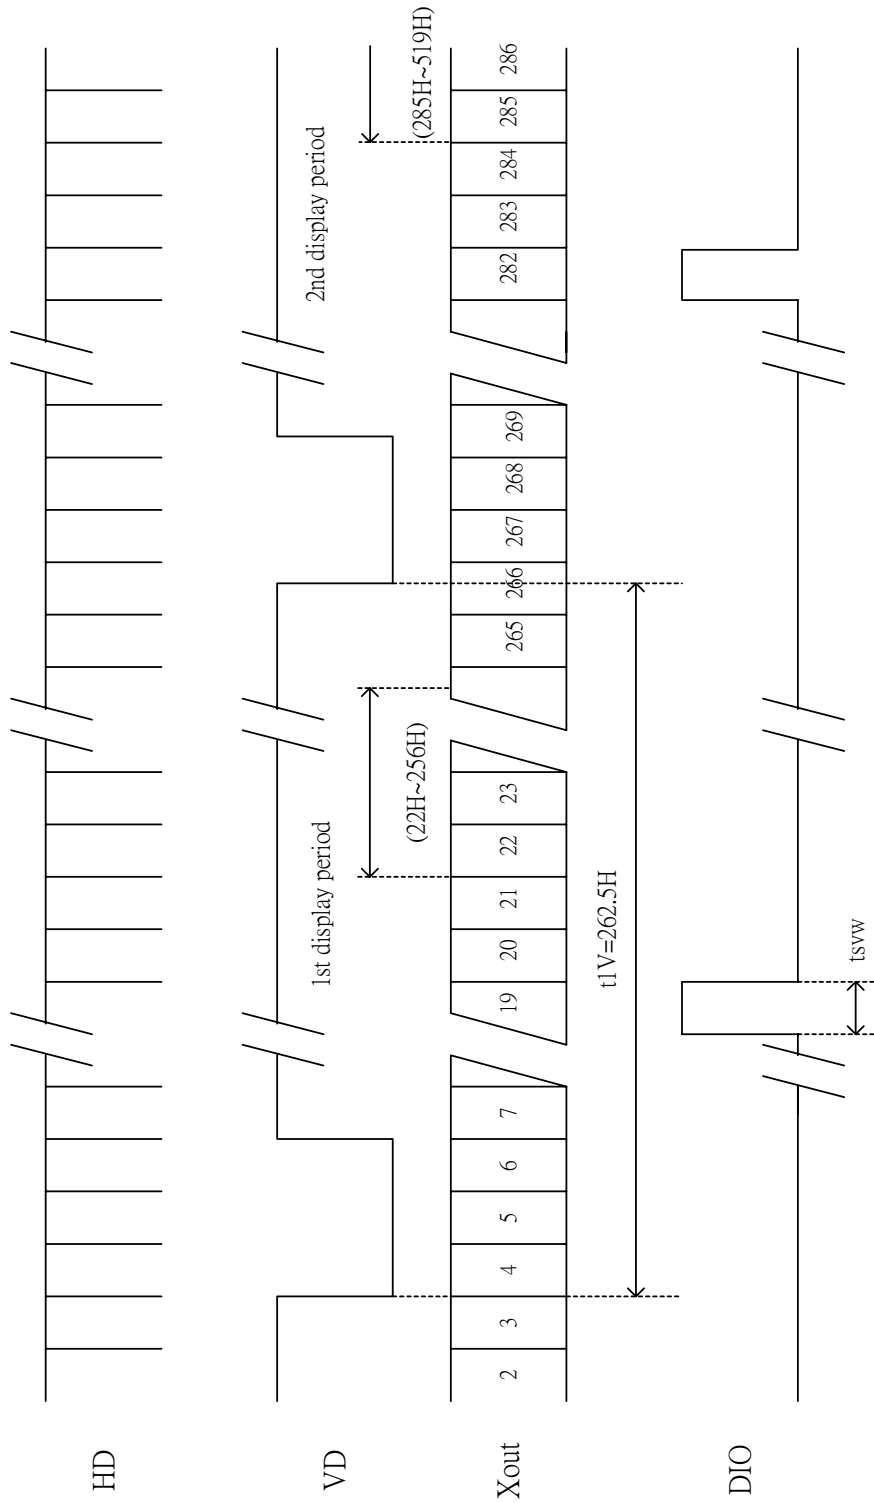 HD
VD
1st display period
2nd display period
(22H~256H)
(285H~519H)
Xout
2 3 4 5 6 7 19 20 21 22 23 265 266 267 268 269 282 283 284 285 286
t1V=262.5H
DIO
tsvw